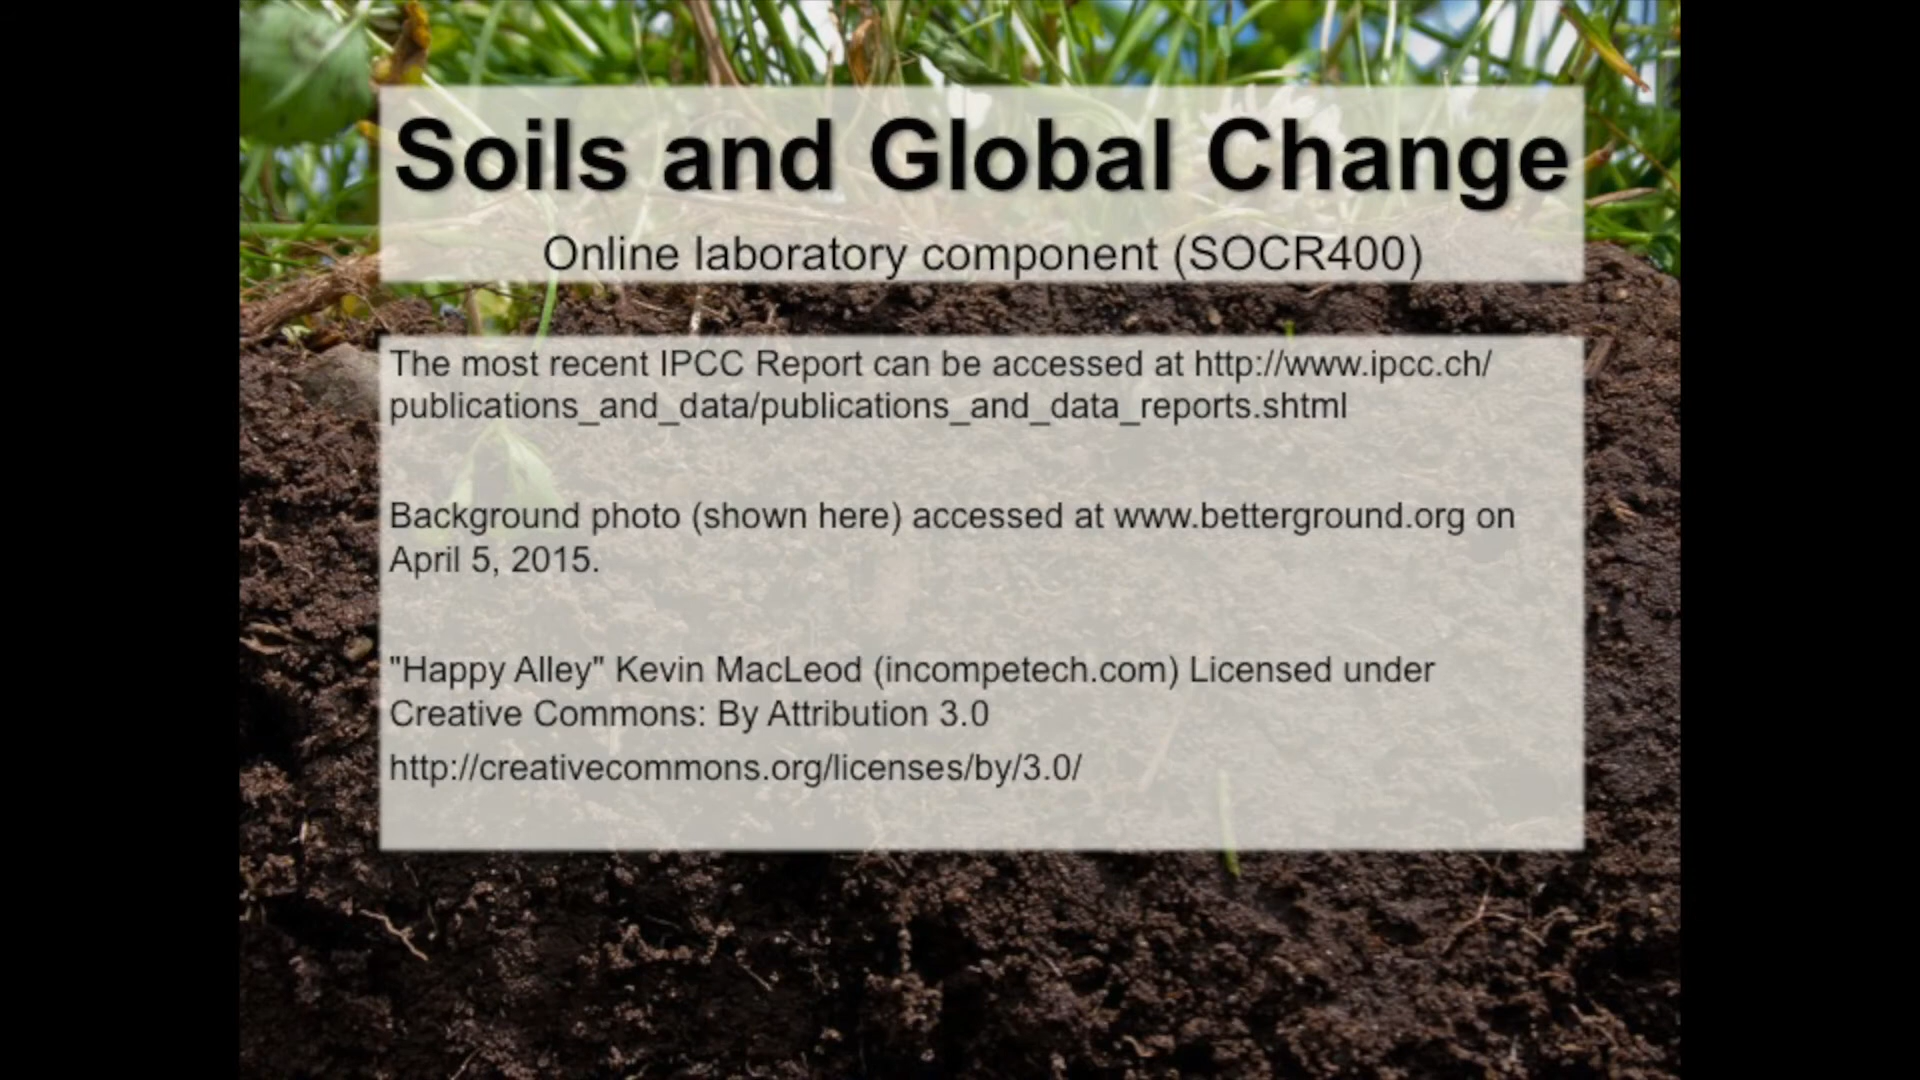 Soils and Global Change
Online laboratory component (SOCR400)
The most recent IPCC Report can be accessed at http://www.ipcc.ch/
publications_and_data/publications_and_data_reports.shtml
Background photo (shown here) accessed at www.betterground.org on
April 5, 2015.
"Happy Alley" Kevin MacLeod (incompetech.com) Licensed under
Creative Commons: By Attribution 3.0
http://creativecommons.org/licenses/by/3.0/